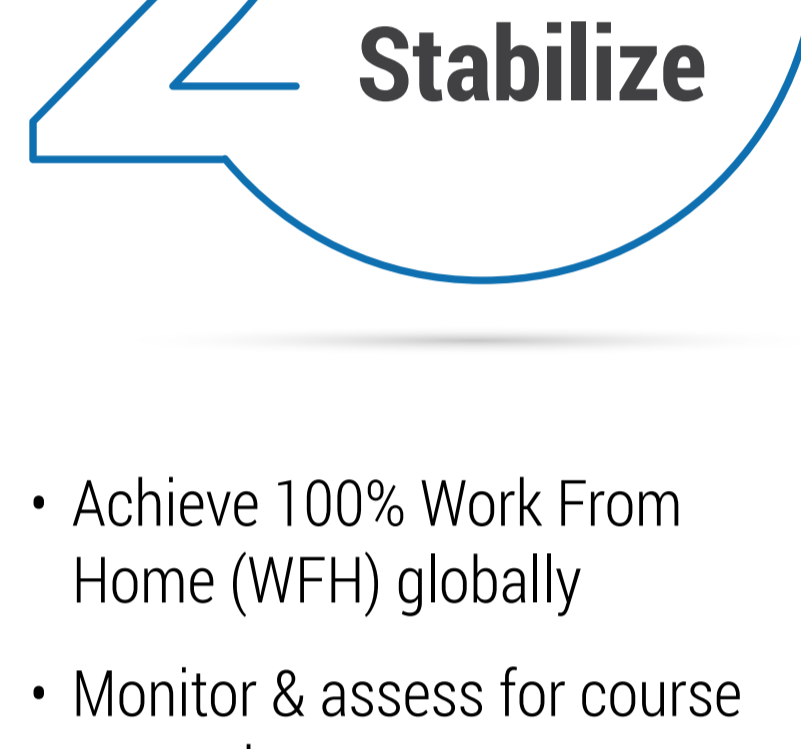 Stabilize
• Achieve 100% Work From
Home (WFH) globally
• Monitor & assess for course